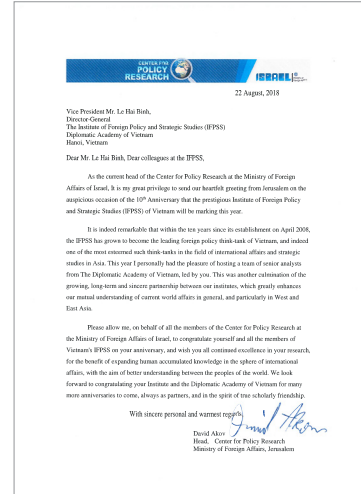 CENTER FOR
POLICY
RESEARCH
ISRAEL
22 August, 2018
Vice President Mr. Le Hai Binh,
Director-General
The Institute of Foreign Policy and Strategic Studies (IFPSS)
Diplomatic Academy of Vietnam
Hanoi, Vietnam
Dear Mr. Le Hai Binh, Dear colleagues at the IFPSS,
As the current head of the Center for Policy Research at the Ministry of Foreign
Affairs of Israel, It is my great privilege to send our heartfelt greeting from Jerusalem on the
auspicious occasion of the 10th Anniversary that the prestigious Institute of Foreign Policy
and Strategic Studies (IFPSS) of Vietnam will be marking this year.
It is indeed remarkable that within the ten years since its establishment on April 2008,
the IFPSS has grown to become the leading foreign policy think-tank of Vietnam, and indeed
one of the most esteemed such think-tanks in the field of international affairs and strategic
studies in Asia. This year I personally had the pleasure of hosting a team of senior analysts
from The Diplomatic Academy of Vietnam, led by you. This was another culmination of the
growing, long-term and sincere partnership between our institutes, which greatly enhances
our mutual understanding of current world affairs in general, and particularly in West and
East Asia.
Please allow me, on behalf of all the members of the Center for Policy Research at
the Ministry of Foreign Affairs of Israel, to congratulate yourself and all the members of
Vietnam's IFPSS on your anniversary, and wish you all continued excellence in your research,
for the benefit of expanding human accumulated knowledge in the sphere of international
affairs, with the aim of better understanding between the peoples of the world. We look
forward to congratulating your Institute and the Diplomatic Academy of Vietnam for many
more anniversaries to come, always as partners, and in the spirit of true scholarly friendship.
With sincere personal and warmest regards,
David Akov
Head, Center for Policy Research
Ministry of Foreign Affairs, Jerusalem